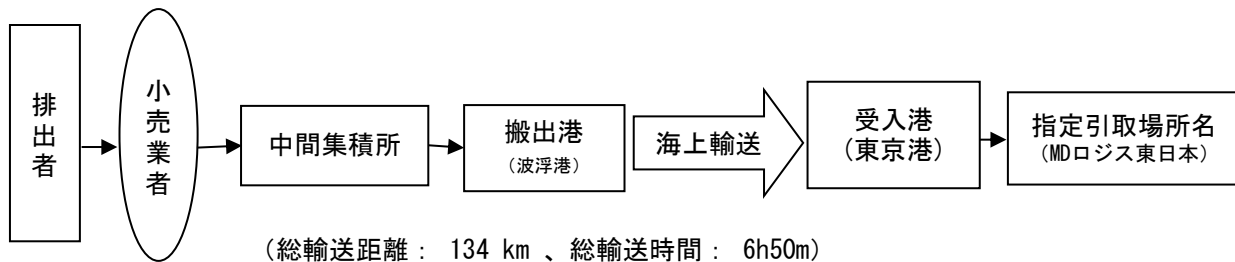 排出者
小売業者
中間集積所
搬出港
(波浮港)
海上輸送
受入港
(東京港)
指定引取場所名
(MDロジス東日本)
(総輸送距離： 134 km 、総輸送時間： 6h50m)